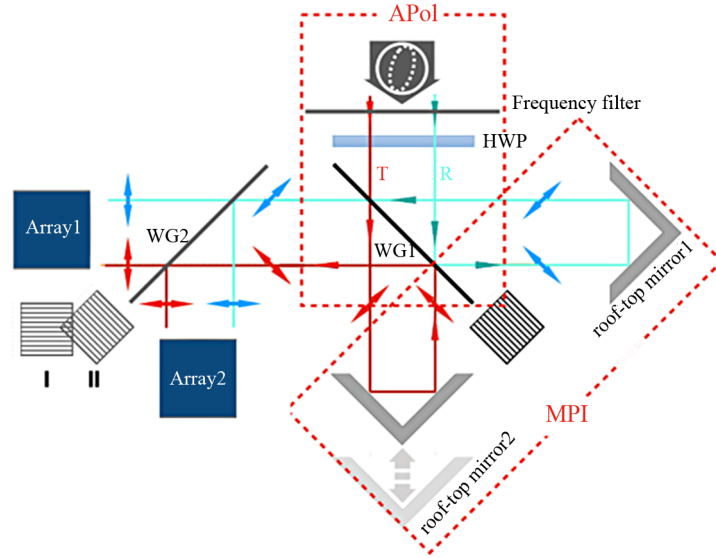 APol
Frequency filter
HWP
T
R
WG2
WG1
Array1
Array2
I
II
roof-top mirror1
MPI
roof-top mirror2